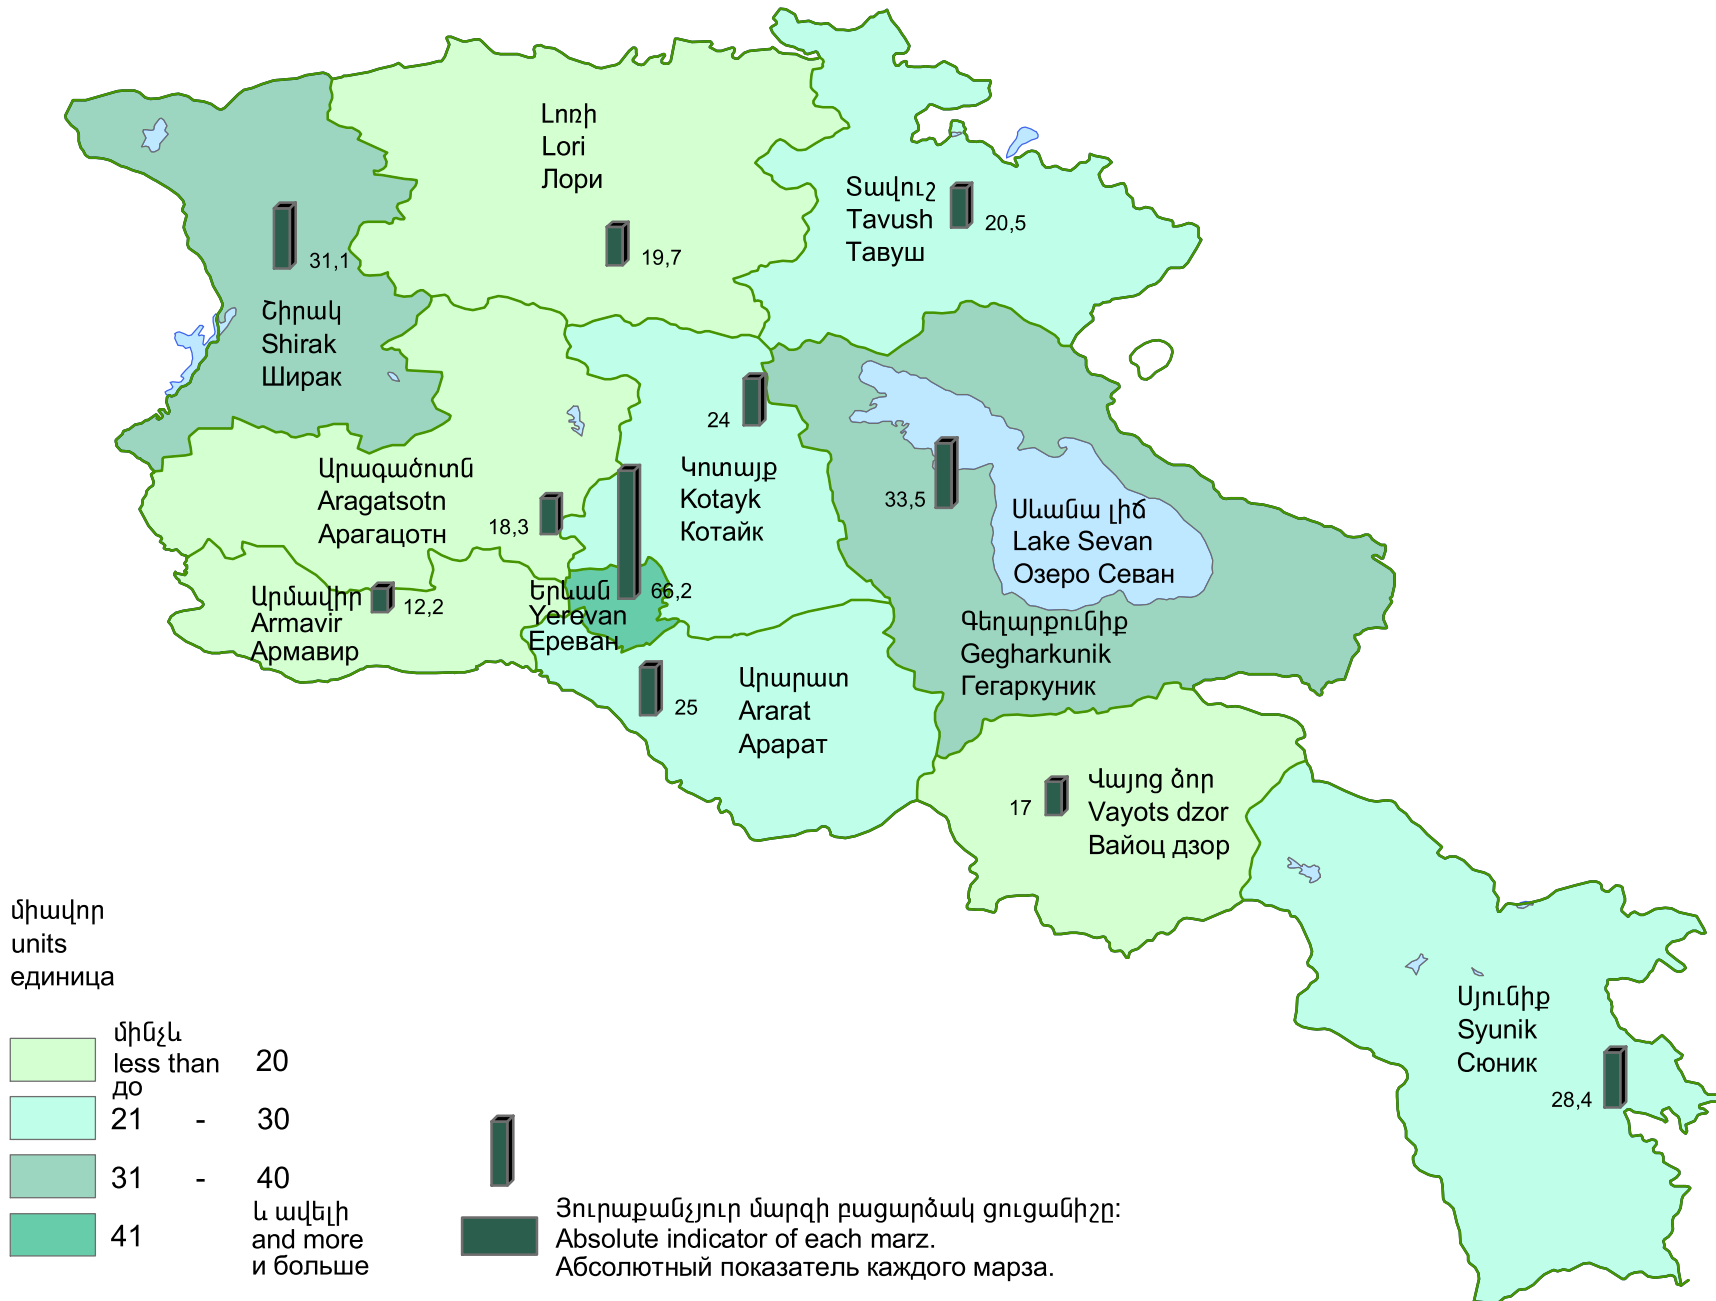 Լոռի
Lori
Лори
19,7
Տավուշ
Tavush
Тавуш
20,5
31,1
Շիրակ
Shirak
Ширак
24
Կոտայք
Kotayk
Котайк
33,5
Սևանա լիճ
Lake Sevan
Озеро Севан
Արագածոտն
Aragatsotn
Арагацотн
18,3
Արմավիր
Armavir
Армавир
12,2
Երևան
Yerevan
Ереван
66,2
Գեղարքունիք
Gegharkunik
Гегаркуник
Արարատ
Ararat
Арарат
25
Վայոց ձոր
Vayots dzor
Вайоц дзор
17
Սյունիք
Syunik
Сюник
28,4
միավոր
units
единица
մինչև
less than 20
до
21 - 30
31 - 40
41 և ավելի
and more
и больше
Յուրաքանչյուր մարզի բացարձակ ցուցանիշը:
Absolute indicator of each marz.
Абсолютный показатель каждого марза.